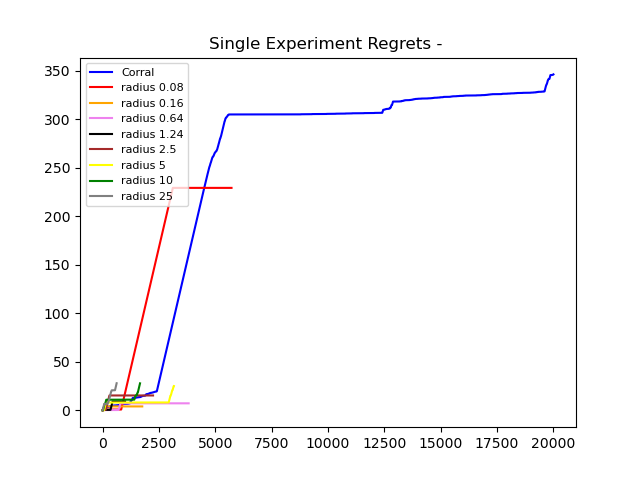 Single Experiment Regrets -
350
300
250
200
150
100
50
0
Corral
radius 0.08
radius 0.16
radius 0.64
radius 1.24
radius 2.5
radius 5
radius 10
radius 25
0 2500 5000 7500 10000 12500 15000 17500 20000